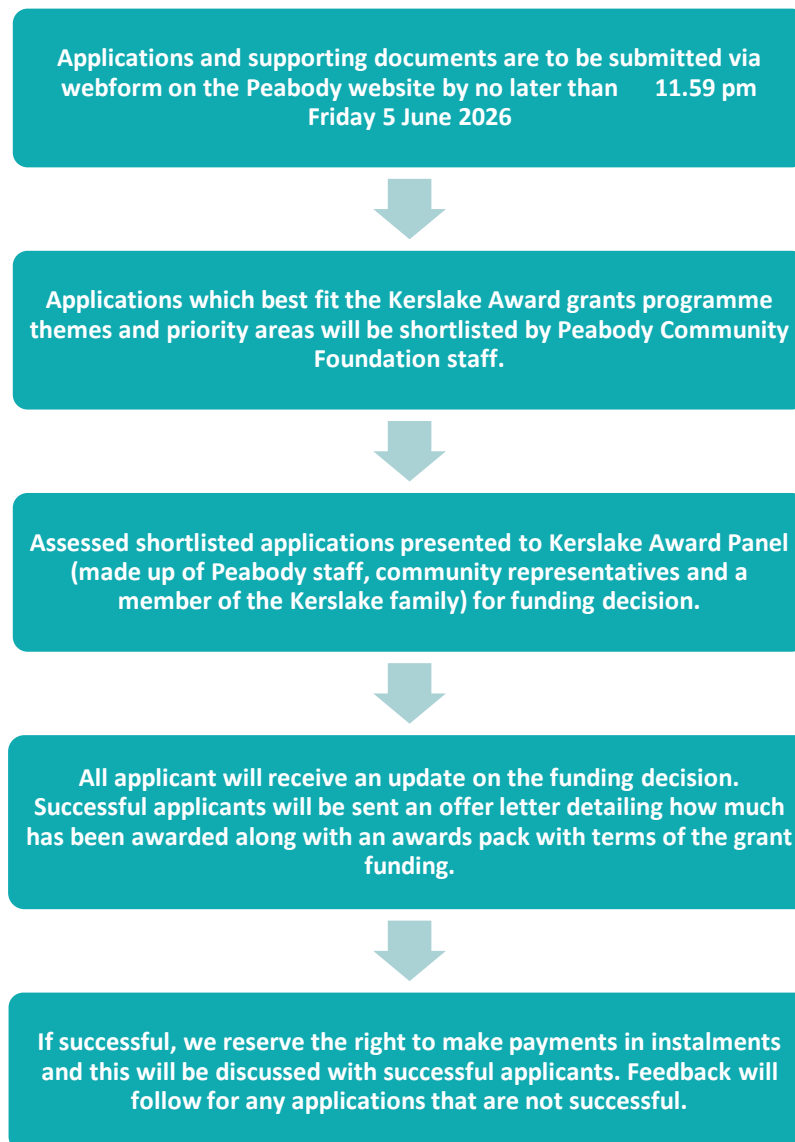 Applications and supporting documents are to be submitted via
webform on the Peabody website by no later than 11.59 pm
Friday 5 June 2026
Applications which best fit the Kerslake Award grants programme
themes and priority areas will be shortlisted by Peabody Community
Foundation staff.
Assessed shortlisted applications presented to Kerslake Award Panel
(made up of Peabody staff, community representatives and a
member of the Kerslake family) for funding decision.
All applicant will receive an update on the funding decision.
Successful applicants will be sent an offer letter detailing how much
has been awarded along with an awards pack with terms of the grant
funding.
If successful, we reserve the right to make payments in instalments
and this will be discussed with successful applicants. Feedback will
follow for any applications that are not successful.